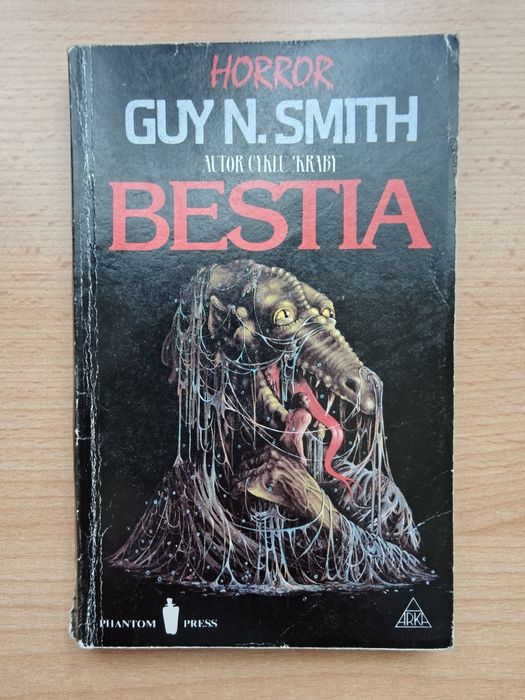 HORROR
GUY N. SMITH
AUTOR CYKLU "KRABY"
BESTIA
PHANTOM PRESS
ARKA